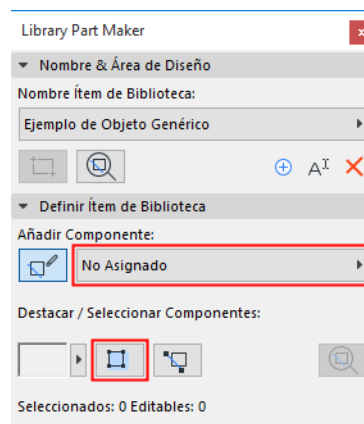 Library Part Maker
Nombre & Área de Diseño
Nombre Ítem de Biblioteca:
Ejemplo de Objeto Genérico
Definir Ítem de Biblioteca
Añadir Componente:
No Asignado
Destacar / Seleccionar Componentes:
Seleccionados: 0 Editables: 0